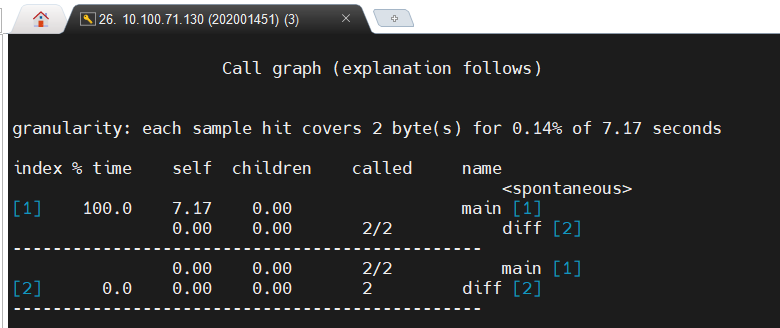 26. 10.100.71.130 (202001451) (3)
Call graph (explanation follows)
granularity: each sample hit covers 2 byte(s) for 0.14% of 7.17 seconds
index % time    self  children    called     name
                                                 <spontaneous>
[1]    100.0    7.17    0.00                 main [1]
                0.00    0.00       2/2           diff [2]
-----------------------------------------------
                0.00    0.00       2/2           main [1]
[2]      0.0    0.00    0.00       2         diff [2]
-----------------------------------------------